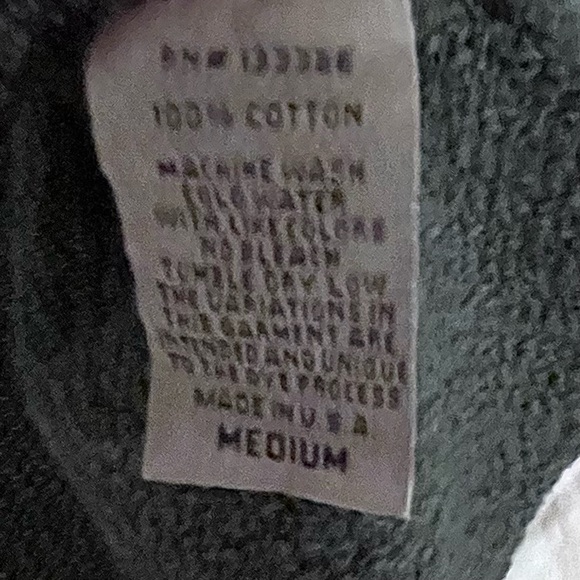 RN# 133386
100% COTTON
MACHINE WASH
COLD WATER
WITH LIKE COLORS
NO BLEACH
TUMBLE DRY LOW
THE VARIATIONS IN
THIS GARMENT ARE
INTENDED AND UNIQUE
TO THE DYE PROCESS
MADE IN U.S.A.
MEDIUM